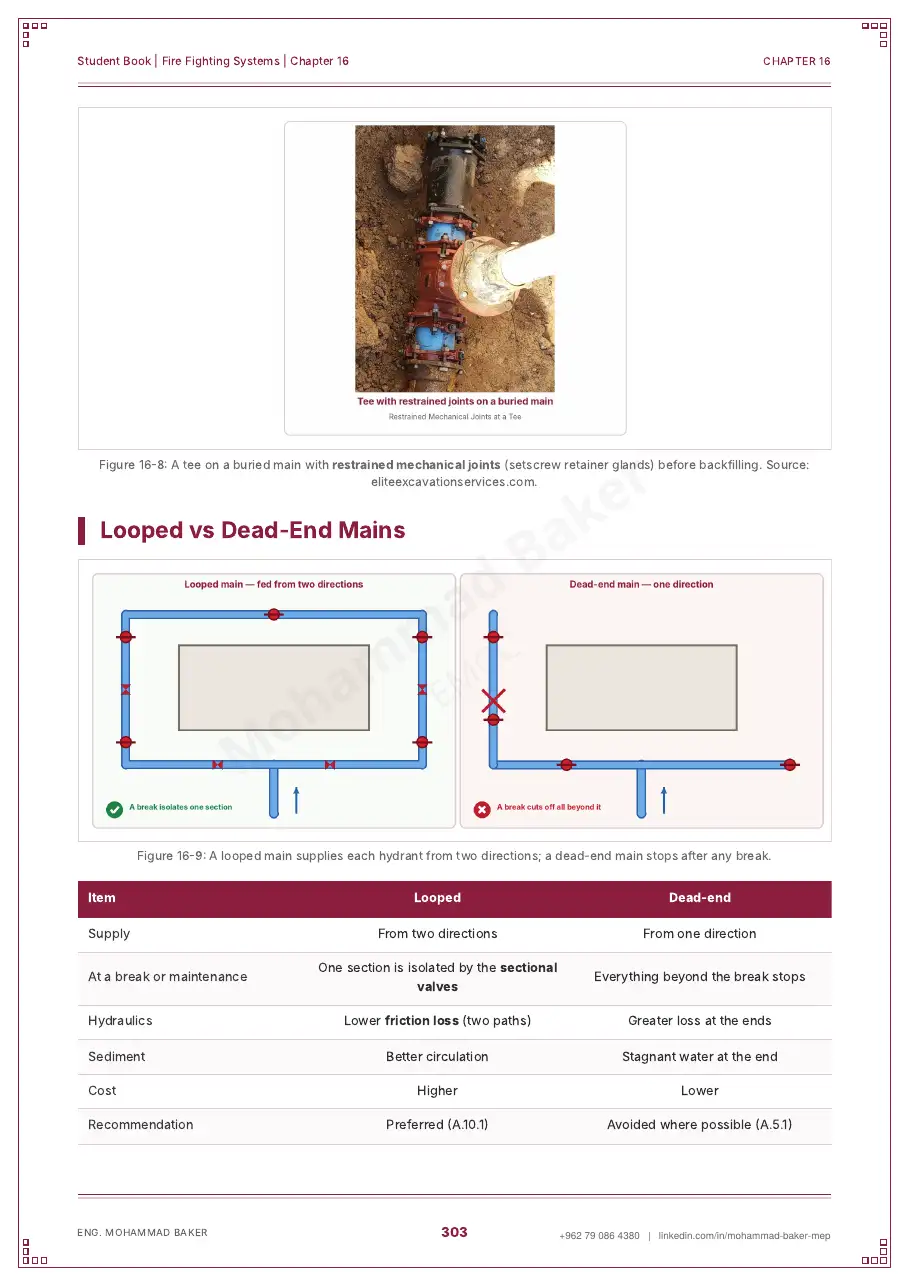 Student Book | Fire Fighting Systems | Chapter 16
CHAPTER 16
Tee with restrained joints on a buried main
Restrained Mechanical Joints at a Tee
Figure 16-8: A tee on a buried main with restrained mechanical joints (setscrew retainer glands) before backfilling. Source:
eliteexcavationservices.com.
Looped vs Dead-End Mains
Looped main — fed from two directions
A break isolates one section
Dead-end main — one direction
A break cuts off all beyond it
Figure 16-9: A looped main supplies each hydrant from two directions; a dead-end main stops after any break.
Item Looped Dead-end
Supply From two directions From one direction
At a break or maintenance One section is isolated by the sectional valves Everything beyond the break stops
Hydraulics Lower friction loss (two paths) Greater loss at the ends
Sediment Better circulation Stagnant water at the end
Cost Higher Lower
Recommendation Preferred (A.10.1) Avoided where possible (A.5.1)
Mohammad Baker
ENG. MOHAMMAD BAKER
303
+962 79 086 4380 | linkedin.com/in/mohammad-baker-mep